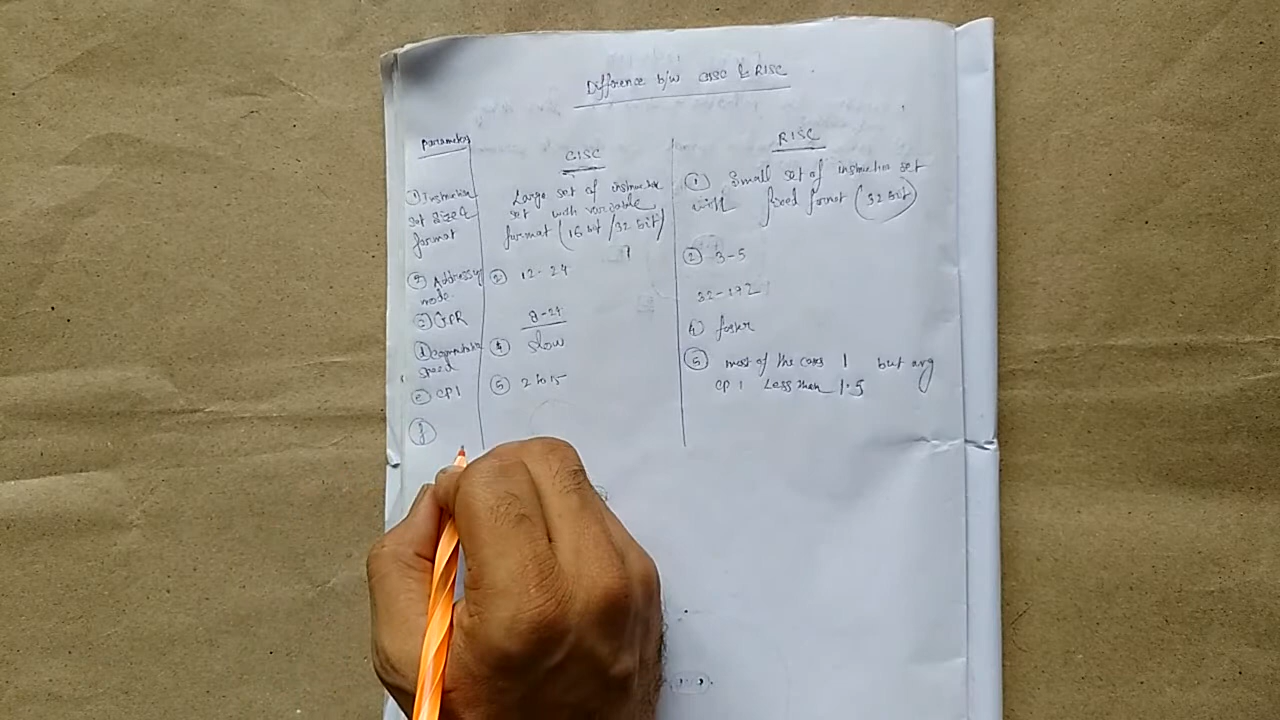 Difference b/w CISC & RISC
Parameter
CISC
RISC
① Instruction
set size &
format
Large set of instruction
set with variable
format (16 bit / 32 bit)
① Small set of instruction set
with fixed format (32 bit)
② Addressing
mode
② 12-24
② 3-5
③ GPR
8-24
32-192
④
speed
④ slow
④ faster
CPI
⑤ 2 to 15
⑤ most of the cases 1 but avg
CPI Less than 1.5